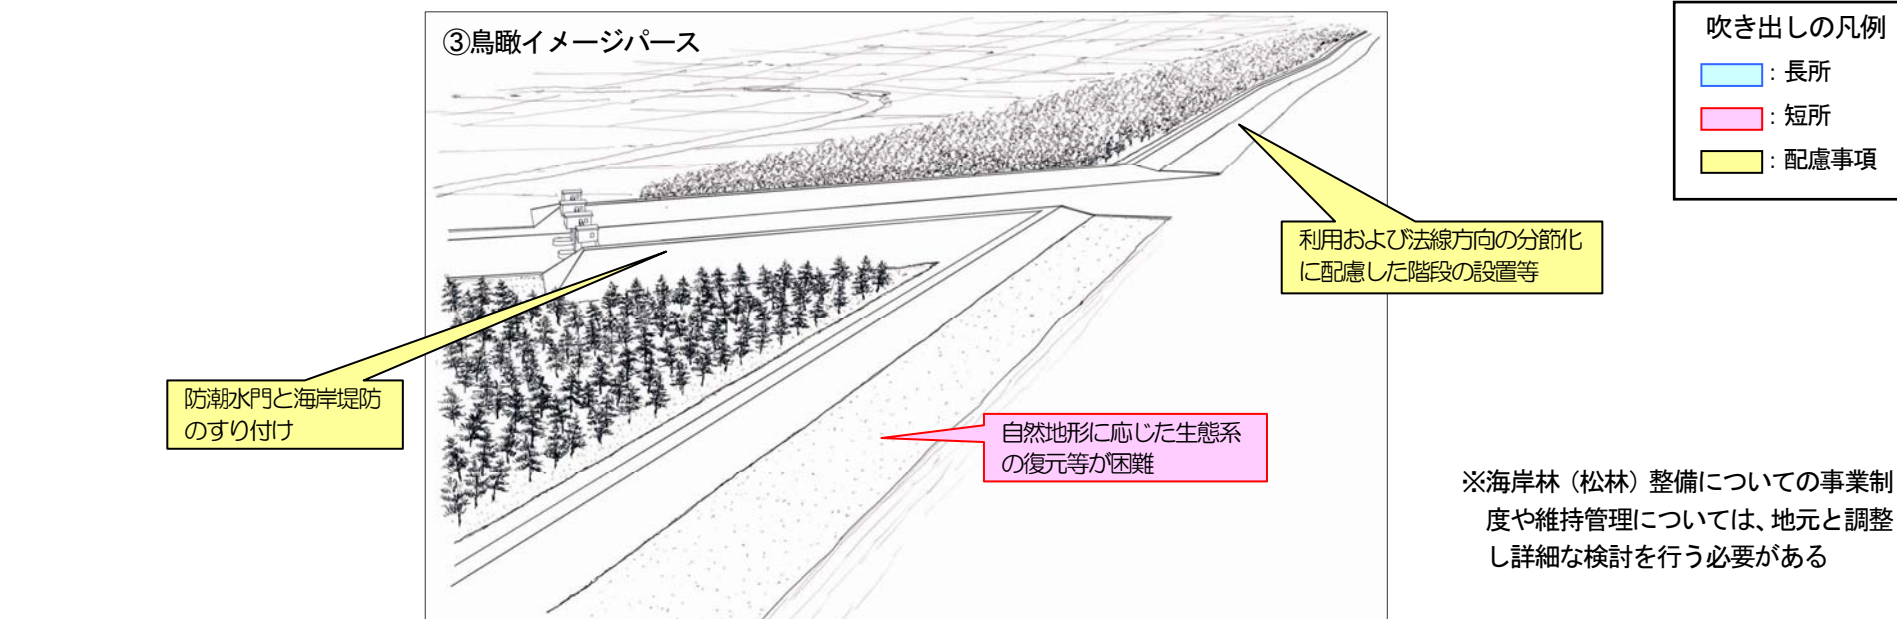 ③鳥瞰イメージパース
吹き出しの凡例
：長所
：短所
：配慮事項
利用および法線方向の分節化
に配慮した階段の設置等
防潮水門と海岸堤防
のすり付け
自然地形に応じた生態系
の復元等が困難
※海岸林（松林）整備についての事業制
度や維持管理については、地元と調整
し詳細な検討を行う必要がある